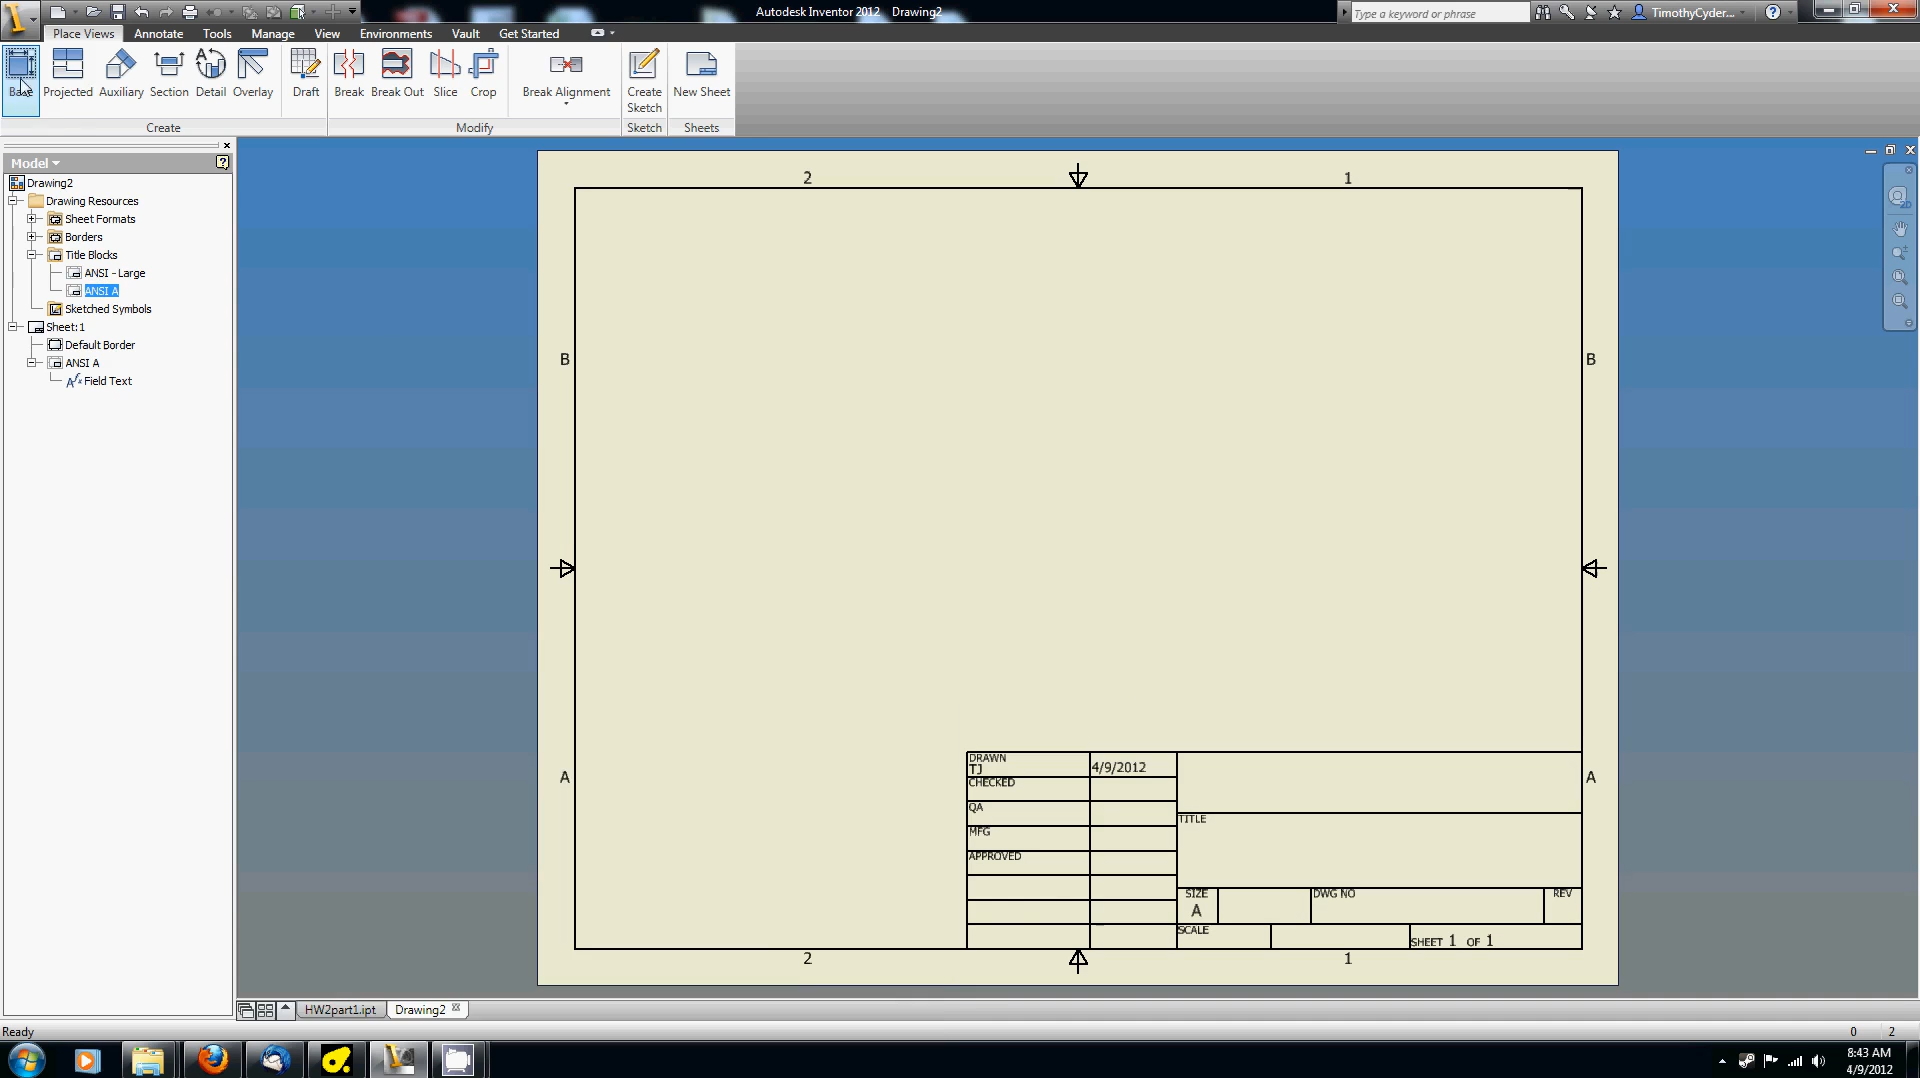 Autodesk Inventor 2012 Drawing2
Type a keyword or phrase
TimothyCyder...
Place Views Annotate Tools Manage View Environments Vault Get Started
Base Projected Auxiliary Section Detail Overlay Draft Break Break Out Slice Crop Break Alignment Create Sketch New Sheet
Create Modify Sketch Sheets
Model
Drawing2
Drawing Resources
Sheet Formats
Borders
Title Blocks
ANSI - Large
ANSI A
Sketched Symbols
Sheet:1
Default Border
ANSI A
Field Text
2 1
B B
A A
DRAWN
TJ 4/9/2012
CHECKED
QA
MFG
APPROVED
TITLE
SIZE
A
DWG NO
REV
SCALE
SHEET 1 OF 1
2 1
HW2part1.ipt Drawing2
Ready 0 2
8:43 AM
4/9/2012
2D